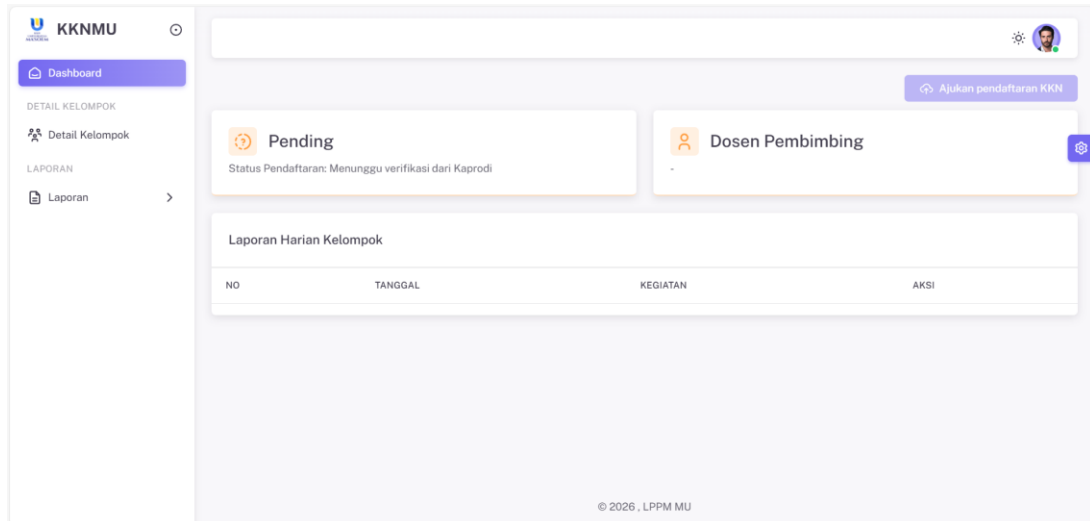 KKNMU
Dashboard
DETAIL KELOMPOK
Detail Kelompok
LAPORAN
Laporan
Ajukan pendaftaran KKN
Pending
Status Pendaftaran: Menunggu verifikasi dari Kaprodi
Dosen Pembimbing
-
Laporan Harian Kelompok
NO TANGGAL KEGIATAN AKSI
© 2026 , LPPM MU